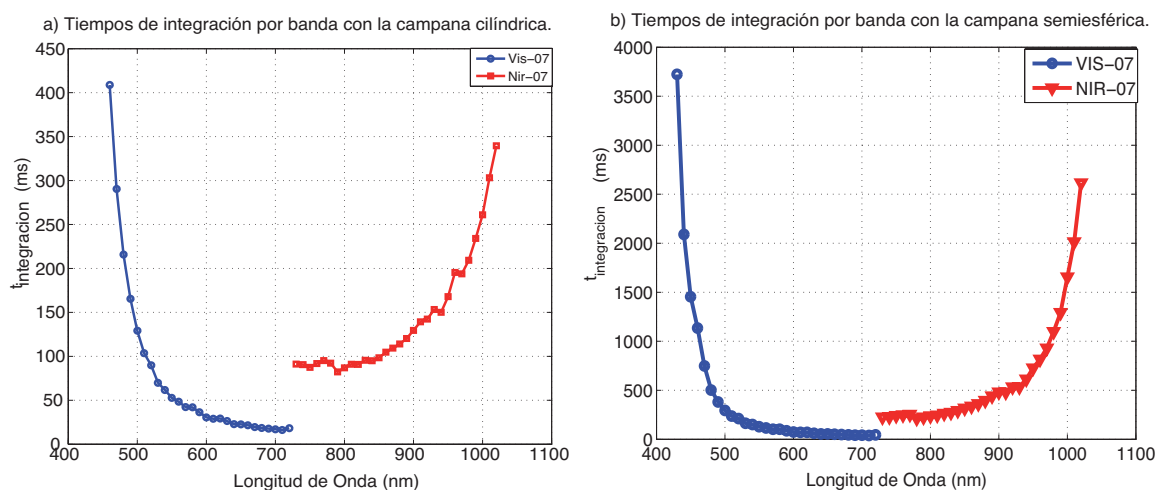 a) Tiempos de integración por banda con la campana cilíndrica.
450
400
350
300
250
200
150
100
50
0
400 500 600 700 800 900 1000 1100
t integracion (ms)
Longitud de Onda (nm)
Vis-07
Nir-07
b) Tiempos de integración por banda con la campana semiesférica.
4000
3500
3000
2500
2000
1500
1000
500
0
400 500 600 700 800 900 1000 1100
t integracion (ms)
Longitud de Onda (nm)
VIS-07
NIR-07